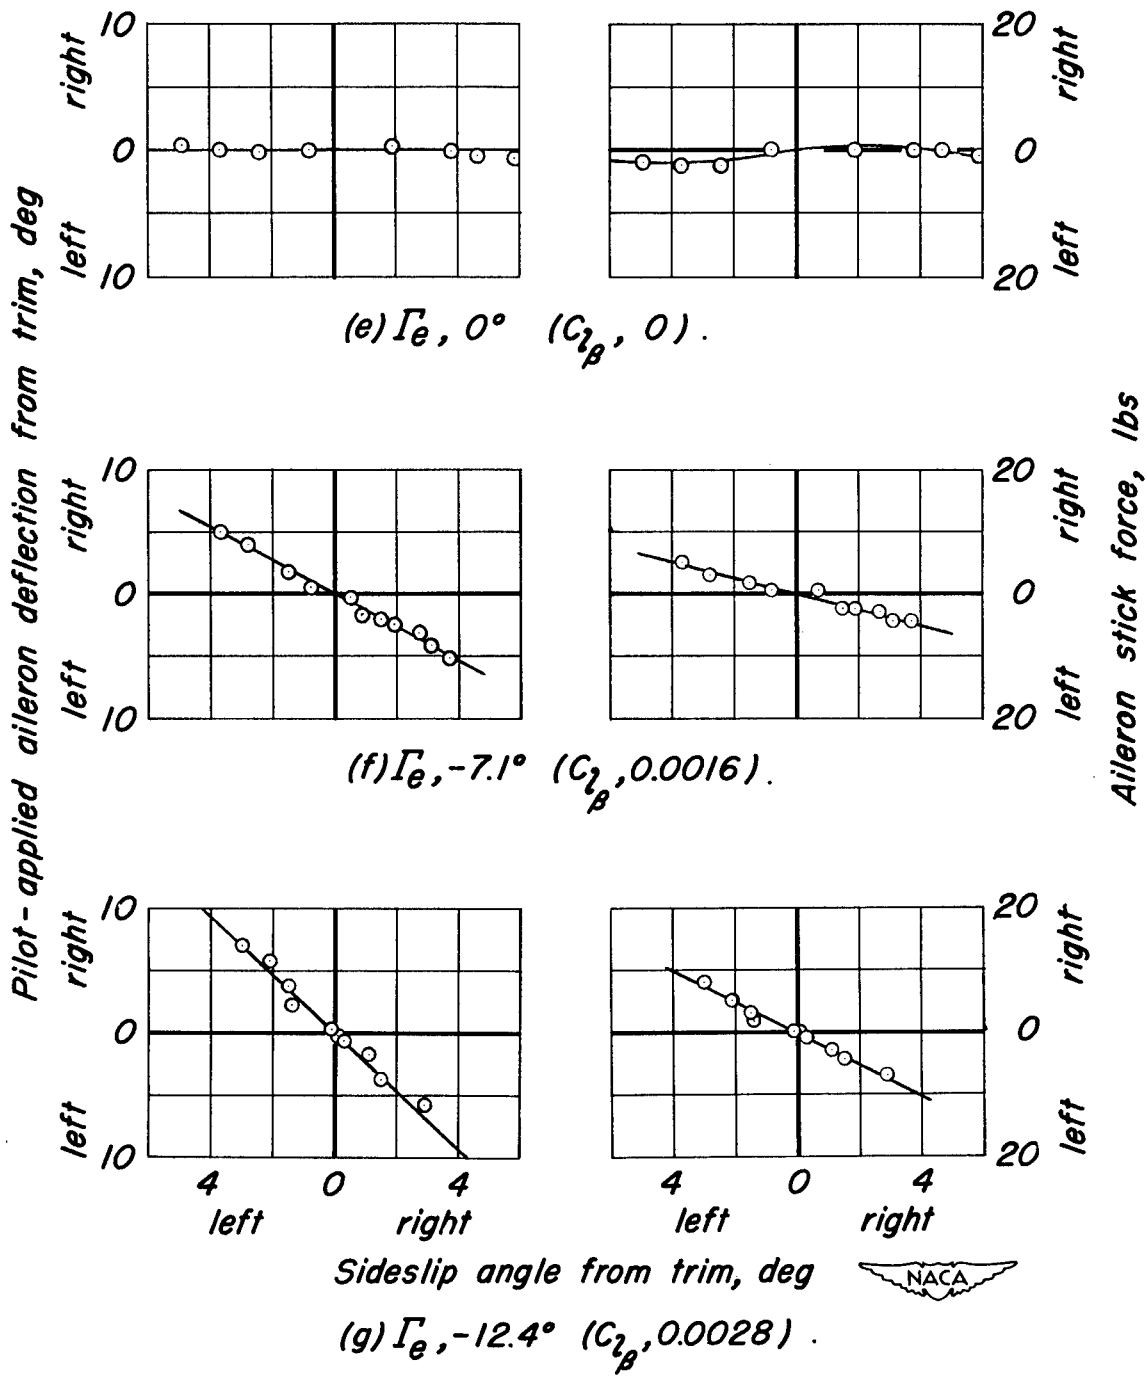 Pilot-applied aileron deflection from trim, deg
Aileron stick force, lbs
10 20
right right
0 0
left left
10 20
(e) Γe, 0° (Clβ, 0).
10 20
right right
0 0
left left
10 20
(f) Γe, -7.1° (Clβ, 0.0016).
10 20
right right
0 0
left left
10 20
4 0 4 4 0 4
left right left right
Sideslip angle from trim, deg
NACA
(g) Γe, -12.4° (Clβ, 0.0028).